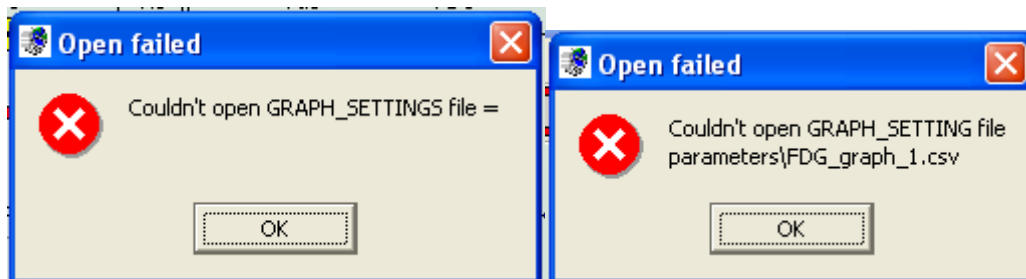 Open failed
Couldn't open GRAPH_SETTINGS file =
OK
Open failed
Couldn't open GRAPH_SETTING file
parameters\FDG_graph_1.csv
OK